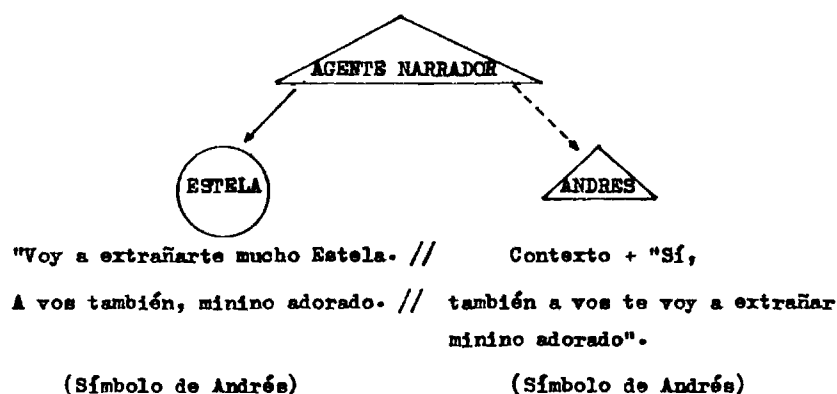 AGENTE NARRADOR
ESTELA
ANDRES
"Voy a extrañarte mucho Estela. // Contexto + "Sí,
A vos también, minino adorado. // también a vos te voy a extrañar
minino adorado".
(Símbolo de Andrés) (Símbolo de Andrés)